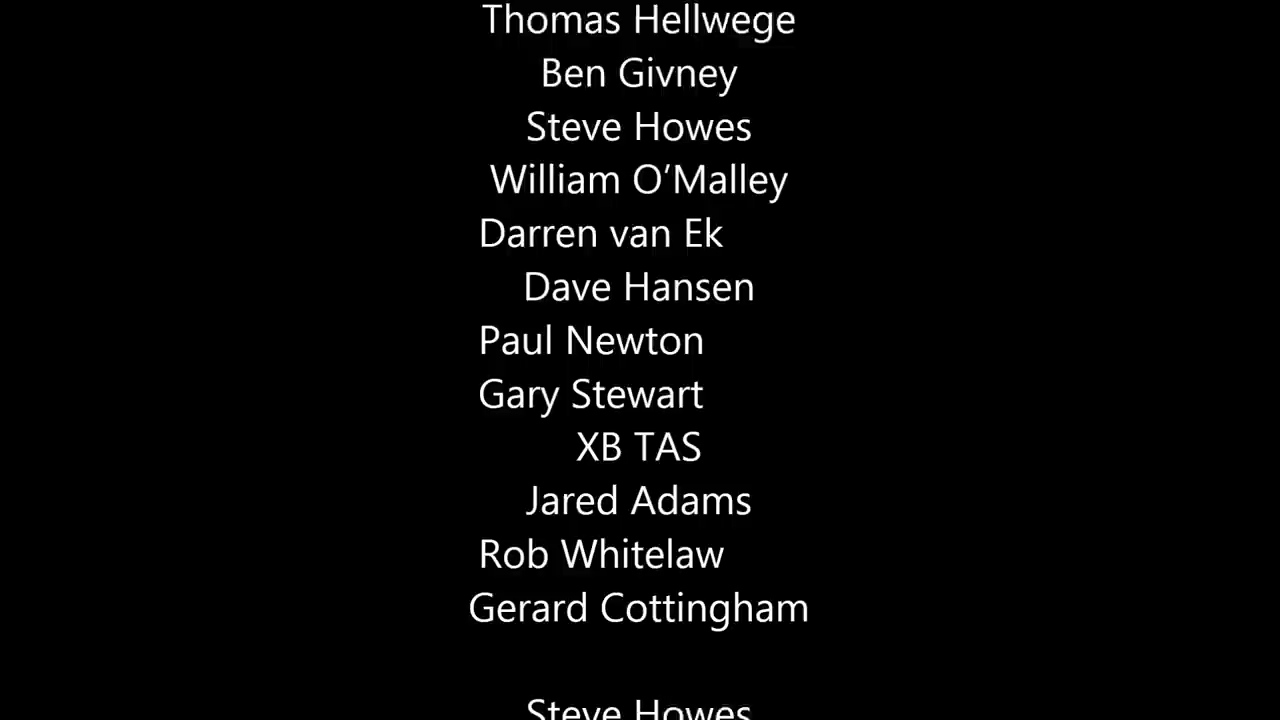 Thomas Hellwege
Ben Givney
Steve Howes
William O’Malley
Darren van Ek
Dave Hansen
Paul Newton
Gary Stewart
XB TAS
Jared Adams
Rob Whitelaw
Gerard Cottingham
Steve Howes